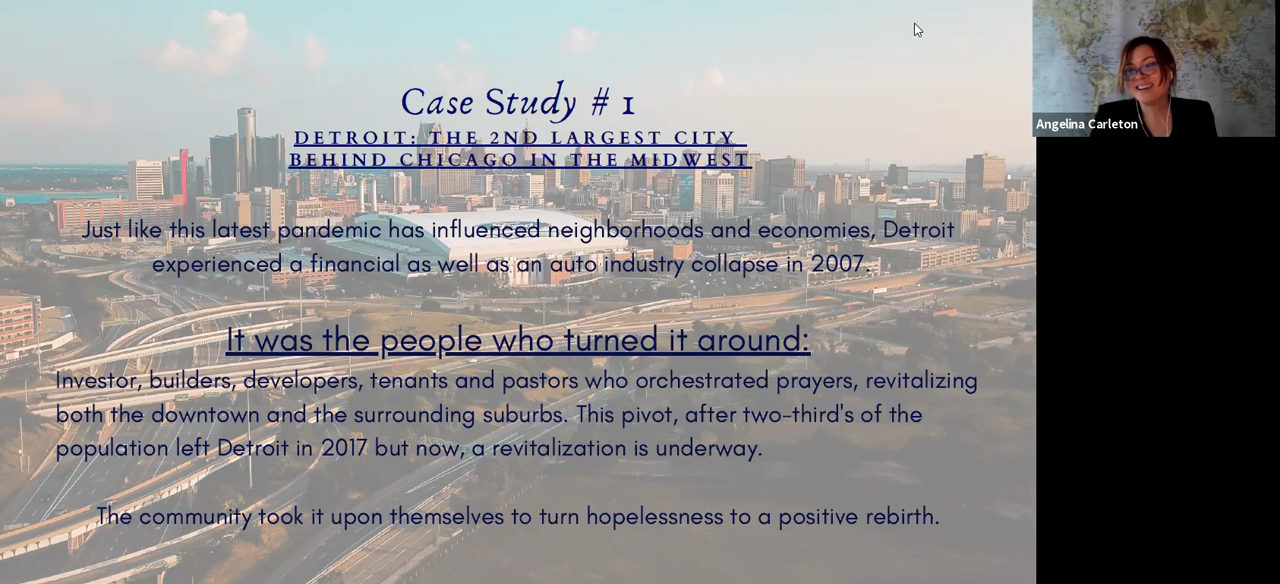 Case Study # 1
DETROIT: THE 2ND LARGEST CITY
BEHIND CHICAGO IN THE MIDWEST
Just like this latest pandemic has influenced neighborhoods and economies, Detroit
experienced a financial as well as an auto industry collapse in 2007.
It was the people who turned it around:
Investor, builders, developers, tenants and pastors who orchestrated prayers, revitalizing
both the downtown and the surrounding suburbs. This pivot, after two-third's of the
population left Detroit in 2017 but now, a revitalization is underway.
The community took it upon themselves to turn hopelessness to a positive rebirth.
Angelina Carleton